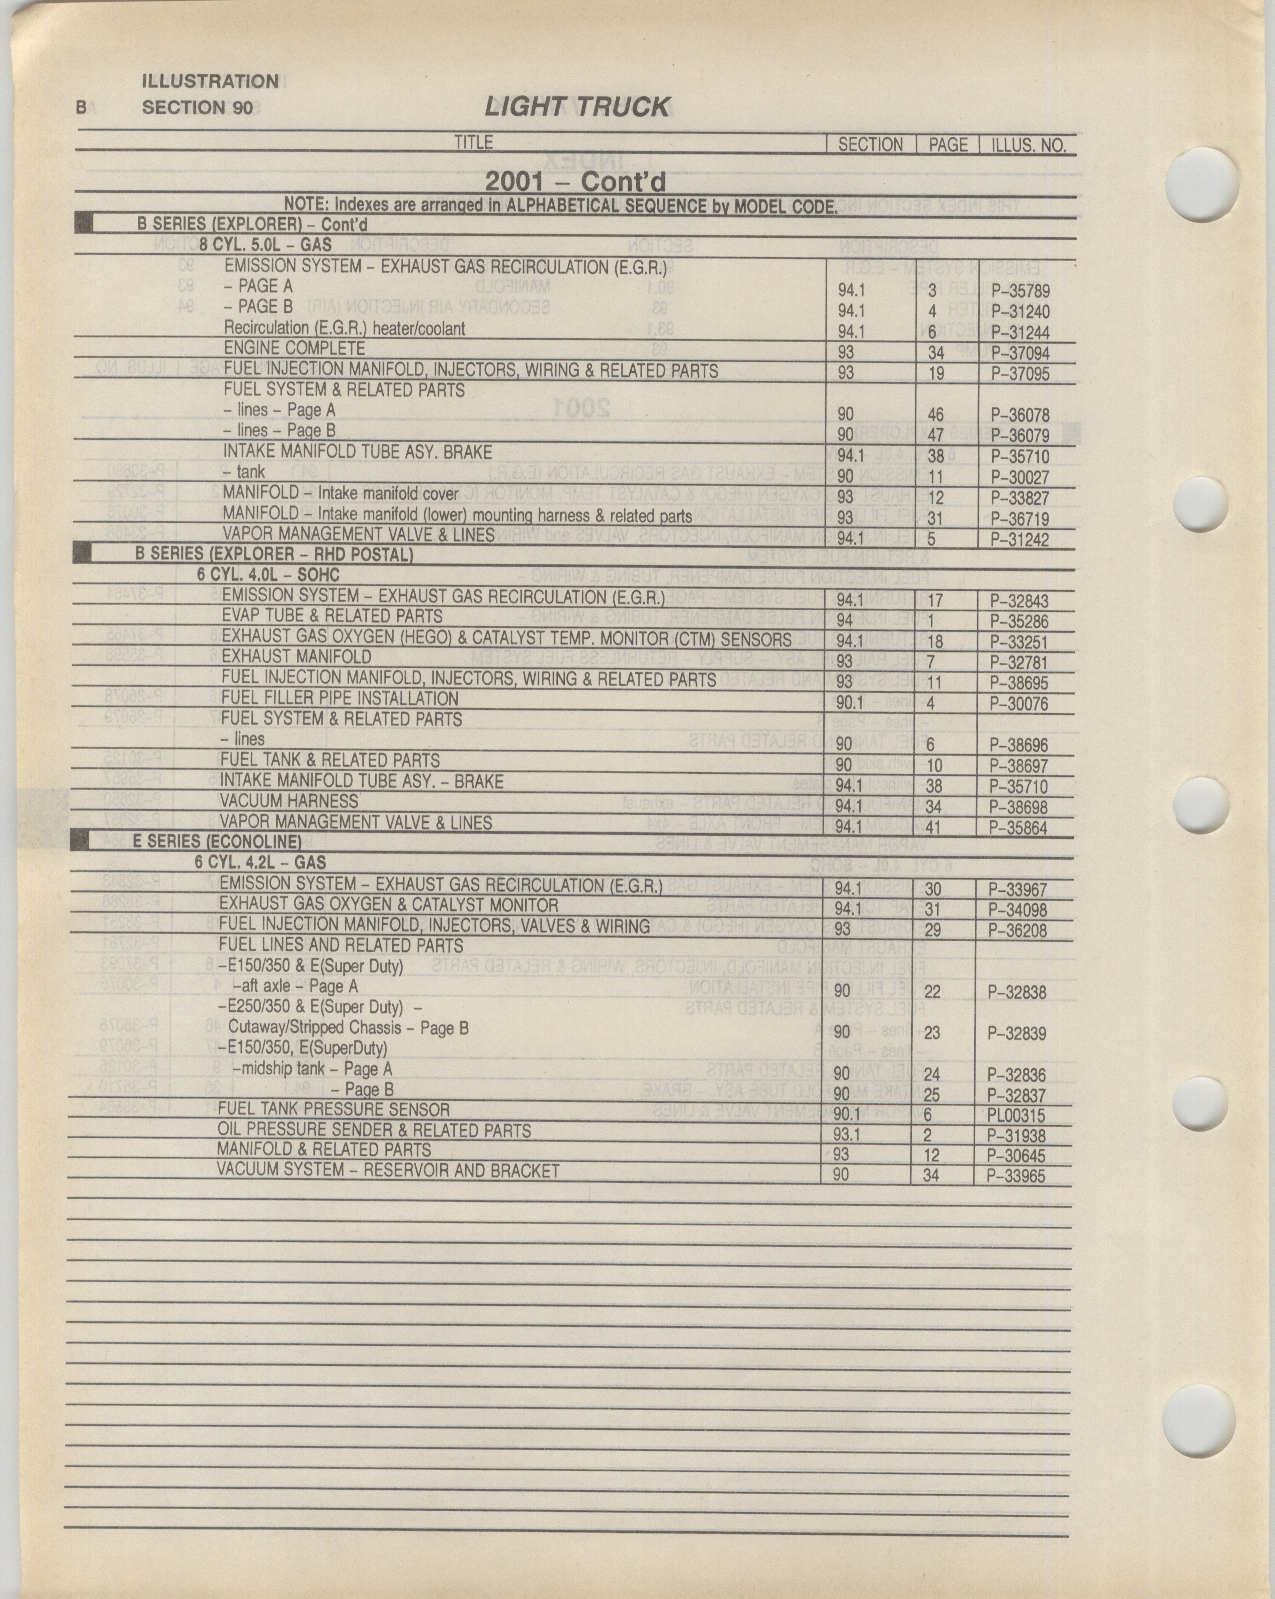 ILLUSTRATION
B SECTION 90 LIGHT TRUCK
TITLE SECTION PAGE ILLUS. NO.
2001 – Cont'd
NOTE: Indexes are arranged in ALPHABETICAL SEQUENCE by MODEL CODE.
B SERIES (EXPLORER) – Cont'd
8 CYL. 5.0L – GAS
EMISSION SYSTEM – EXHAUST GAS RECIRCULATION (E.G.R.)
– PAGE A 94.1 3 P–35789
– PAGE B 94.1 4 P–31240
Recirculation (E.G.R.) heater/coolant 94.1 6 P–31244
ENGINE COMPLETE 93 34 P–37094
FUEL INJECTION MANIFOLD, INJECTORS, WIRING & RELATED PARTS 93 19 P–37095
FUEL SYSTEM & RELATED PARTS
– lines – Page A 90 46 P–36078
– lines – Page B 90 47 P–36079
INTAKE MANIFOLD TUBE ASY. BRAKE 94.1 38 P–35710
– tank 90 11 P–30027
MANIFOLD – Intake manifold cover 93 12 P–33827
MANIFOLD – Intake manifold (lower) mounting harness & related parts 93 31 P–36719
VAPOR MANAGEMENT VALVE & LINES 94.1 5 P–31242
B SERIES (EXPLORER – RHD POSTAL)
6 CYL. 4.0L – SOHC
EMISSION SYSTEM – EXHAUST GAS RECIRCULATION (E.G.R.) 94.1 17 P–32843
EVAP TUBE & RELATED PARTS 94 1 P–35286
EXHAUST GAS OXYGEN (HEGO) & CATALYST TEMP. MONITOR (CTM) SENSORS 94.1 18 P–33251
EXHAUST MANIFOLD 93 7 P–32781
FUEL INJECTION MANIFOLD, INJECTORS, WIRING & RELATED PARTS 93 11 P–38695
FUEL FILLER PIPE INSTALLATION 90.1 4 P–30076
FUEL SYSTEM & RELATED PARTS
– lines 90 6 P–38696
FUEL TANK & RELATED PARTS 90 10 P–38697
INTAKE MANIFOLD TUBE ASY. – BRAKE 94.1 38 P–35710
VACUUM HARNESS 94.1 34 P–38698
VAPOR MANAGEMENT VALVE & LINES 94.1 41 P–35864
E SERIES (ECONOLINE)
6 CYL. 4.2L – GAS
EMISSION SYSTEM – EXHAUST GAS RECIRCULATION (E.G.R.) 94.1 30 P–33967
EXHAUST GAS OXYGEN & CATALYST MONITOR 94.1 31 P–34098
FUEL INJECTION MANIFOLD, INJECTORS, VALVES & WIRING 93 29 P–36208
FUEL LINES AND RELATED PARTS
–E150/350 & E(Super Duty)
–aft axle – Page A 90 22 P–32838
–E250/350 & E(Super Duty) –
Cutaway/Stripped Chassis – Page B 90 23 P–32839
–E150/350, E(SuperDuty)
–midship tank – Page A 90 24 P–32836
– Page B 90 25 P–32837
FUEL TANK PRESSURE SENSOR 90.1 6 PL00315
OIL PRESSURE SENDER & RELATED PARTS 93.1 2 P–31938
MANIFOLD & RELATED PARTS 93 12 P–30645
VACUUM SYSTEM – RESERVOIR AND BRACKET 90 34 P–33965